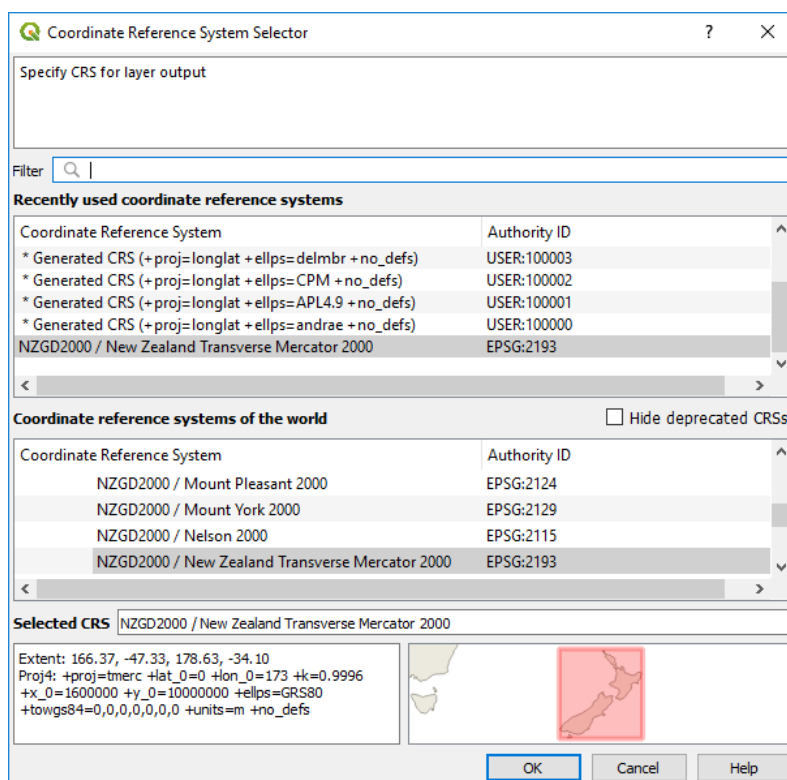 Coordinate Reference System Selector
Specify CRS for layer output
Filter
Recently used coordinate reference systems
Coordinate Reference System Authority ID
* Generated CRS (+proj=longlat +ellps=delmbr +no_defs) USER:100003
* Generated CRS (+proj=longlat +ellps=CPM +no_defs) USER:100002
* Generated CRS (+proj=longlat +ellps=APL4.9 +no_defs) USER:100001
* Generated CRS (+proj=longlat +ellps=andrae +no_defs) USER:100000
NZGD2000 / New Zealand Transverse Mercator 2000 EPSG:2193
Coordinate reference systems of the world Hide deprecated CRSs
Coordinate Reference System Authority ID
NZGD2000 / Mount Pleasant 2000 EPSG:2124
NZGD2000 / Mount York 2000 EPSG:2129
NZGD2000 / Nelson 2000 EPSG:2115
NZGD2000 / New Zealand Transverse Mercator 2000 EPSG:2193
Selected CRS NZGD2000 / New Zealand Transverse Mercator 2000
Extent: 166.37, -47.33, 178.63, -34.10
Proj4: +proj=tmerc +lat_0=0 +lon_0=173 +k=0.9996
+x_0=1600000 +y_0=10000000 +ellps=GRS80
+towgs84=0,0,0,0,0,0,0 +units=m +no_defs
OK Cancel Help